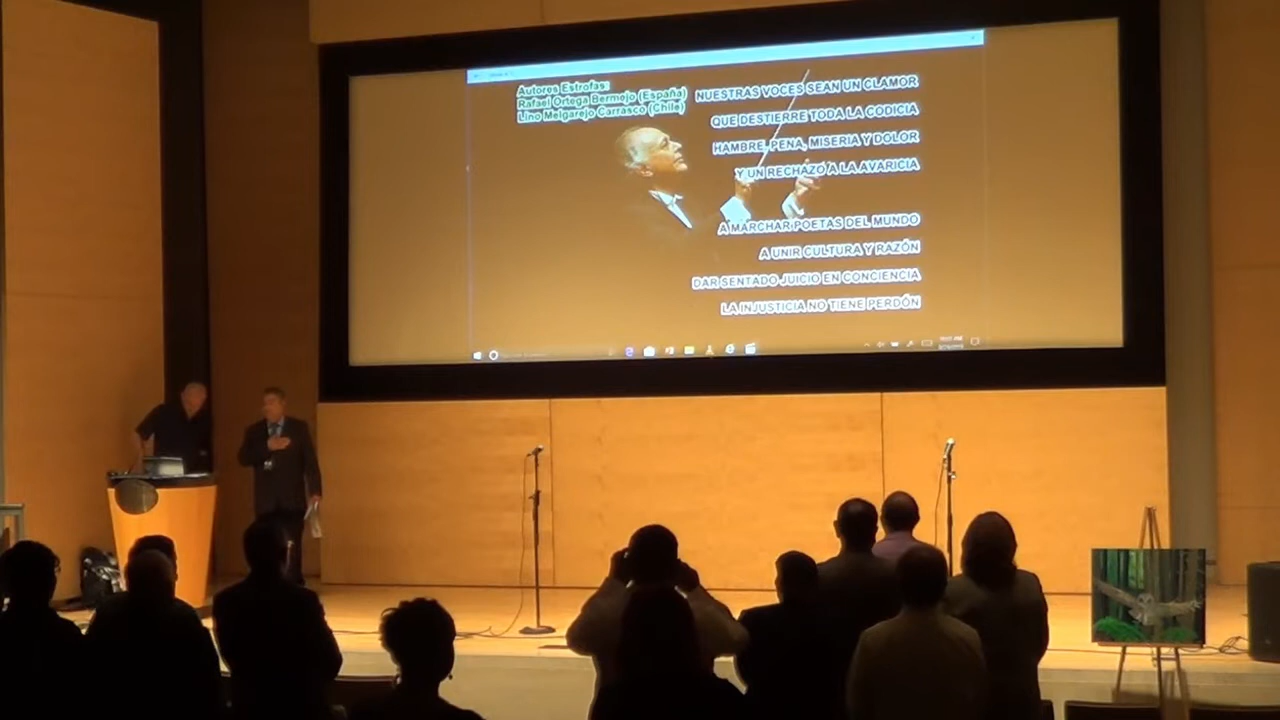 Autores Estrofas:
Rafael Ortega Bermejo (España)
Lino Melgarejo Carrasco (Chile)
NUESTRAS VOCES SEAN UN CLAMOR
QUE DESTIERRE TODA LA CODICIA
HAMBRE, PENA, MISERIA Y DOLOR
Y UN RECHAZO A LA AVARICIA
A MARCHAR POETAS DEL MUNDO
A UNIR CULTURA Y RAZÓN
DAR SENTADO JUICIO EN CONCIENCIA
LA INJUSTICIA NO TIENE PERDÓN